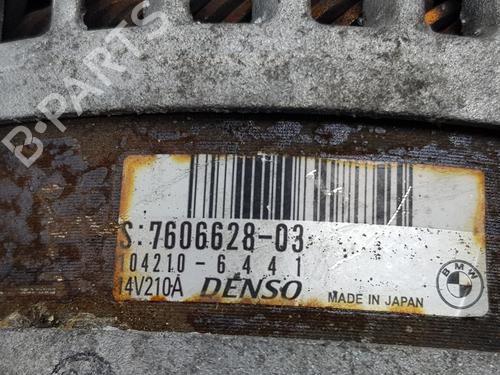 B-PARTS
S:7606628-03
104210-6441
14V210A DENSO MADE IN JAPAN
BMW